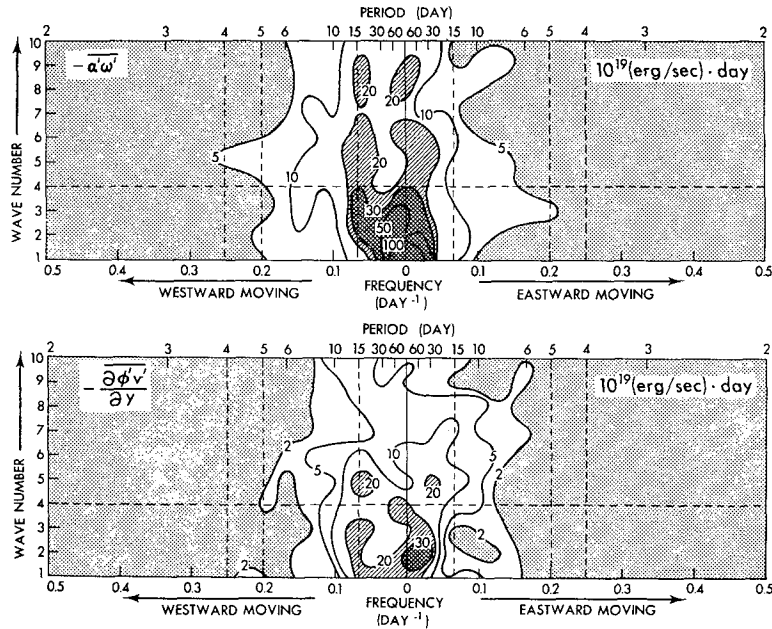 PERIOD (DAY)
2 3 4 5 6 10 15 30 60 60 30 15 10 6 5 4 3 2
−α'ω'
10¹⁹(erg/sec)·day
WAVE NUMBER
10
9
8
7
6
5
4
3
2
1
20 20
10
5 20 5
10
30
50
100
0.5 0.4 0.3 0.2 0.1 0 0.1 0.2 0.3 0.4 0.5
WESTWARD MOVING FREQUENCY (DAY⁻¹) EASTWARD MOVING
PERIOD (DAY)
2 3 4 5 6 10 15 30 60 60 30 15 10 6 5 4 3 2
−∂φ'v'/∂y
10¹⁹(erg/sec)·day
WAVE NUMBER
10
9
8
7
6
5
4
3
2
1
2 5 10 5
20 20 2
30 2
20
2
0.5 0.4 0.3 0.2 0.1 0 0.1 0.2 0.3 0.4 0.5
WESTWARD MOVING FREQUENCY (DAY⁻¹) EASTWARD MOVING